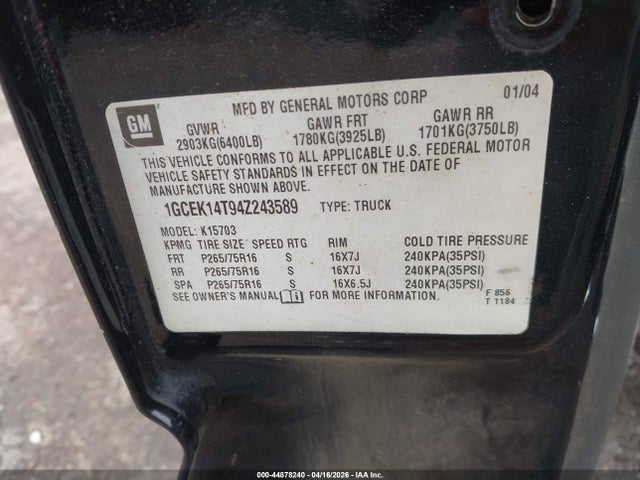 MFD BY GENERAL MOTORS CORP 01/04
GM
GVWR GAWR FRT GAWR RR
2903KG(6400LB) 1780KG(3925LB) 1701KG(3750LB)
THIS VEHICLE CONFORMS TO ALL APPLICABLE U.S. FEDERAL MOTOR
VEHICLE SAFETY STANDARDS IN EFFECT ON THE DATE OF
MANUFACTURE SHOWN ABOVE.
1GCEK14T94Z243589 TYPE: TRUCK
MODEL: K15703
KPMG TIRE SIZE SPEED RTG RIM COLD TIRE PRESSURE
FRT P265/75R16 S 16X7J 240KPA(35PSI)
RR P265/75R16 S 16X7J 240KPA(35PSI)
SPA P265/75R16 S 16X6.5J 240KPA(35PSI)
SEE OWNER'S MANUAL FOR MORE INFORMATION.
F 856
T 1184
000-44878240 - 04/16/2026 - IAA Inc.